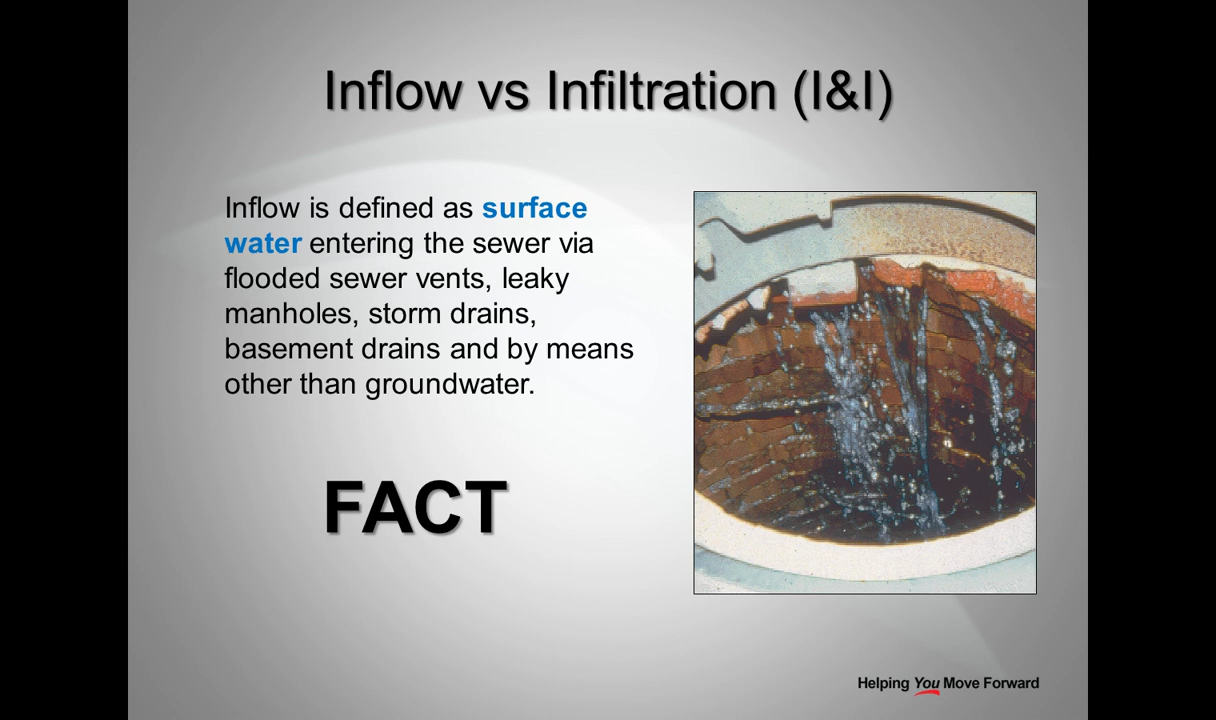 Inflow vs Infiltration (I&I)
Inflow is defined as surface
water entering the sewer via
flooded sewer vents, leaky
manholes, storm drains,
basement drains and by means
other than groundwater.
FACT
Helping You Move Forward